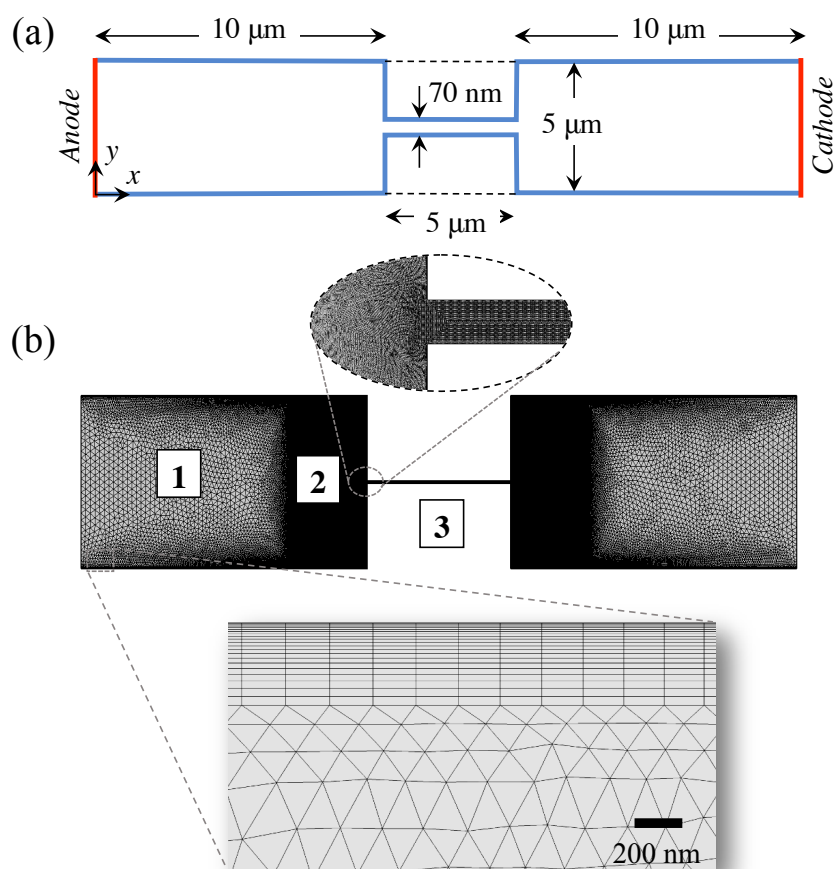 (a)
10 μm
10 μm
Anode
70 nm
5 μm
Cathode
y
x
5 μm
(b)
1
2
3
200 nm